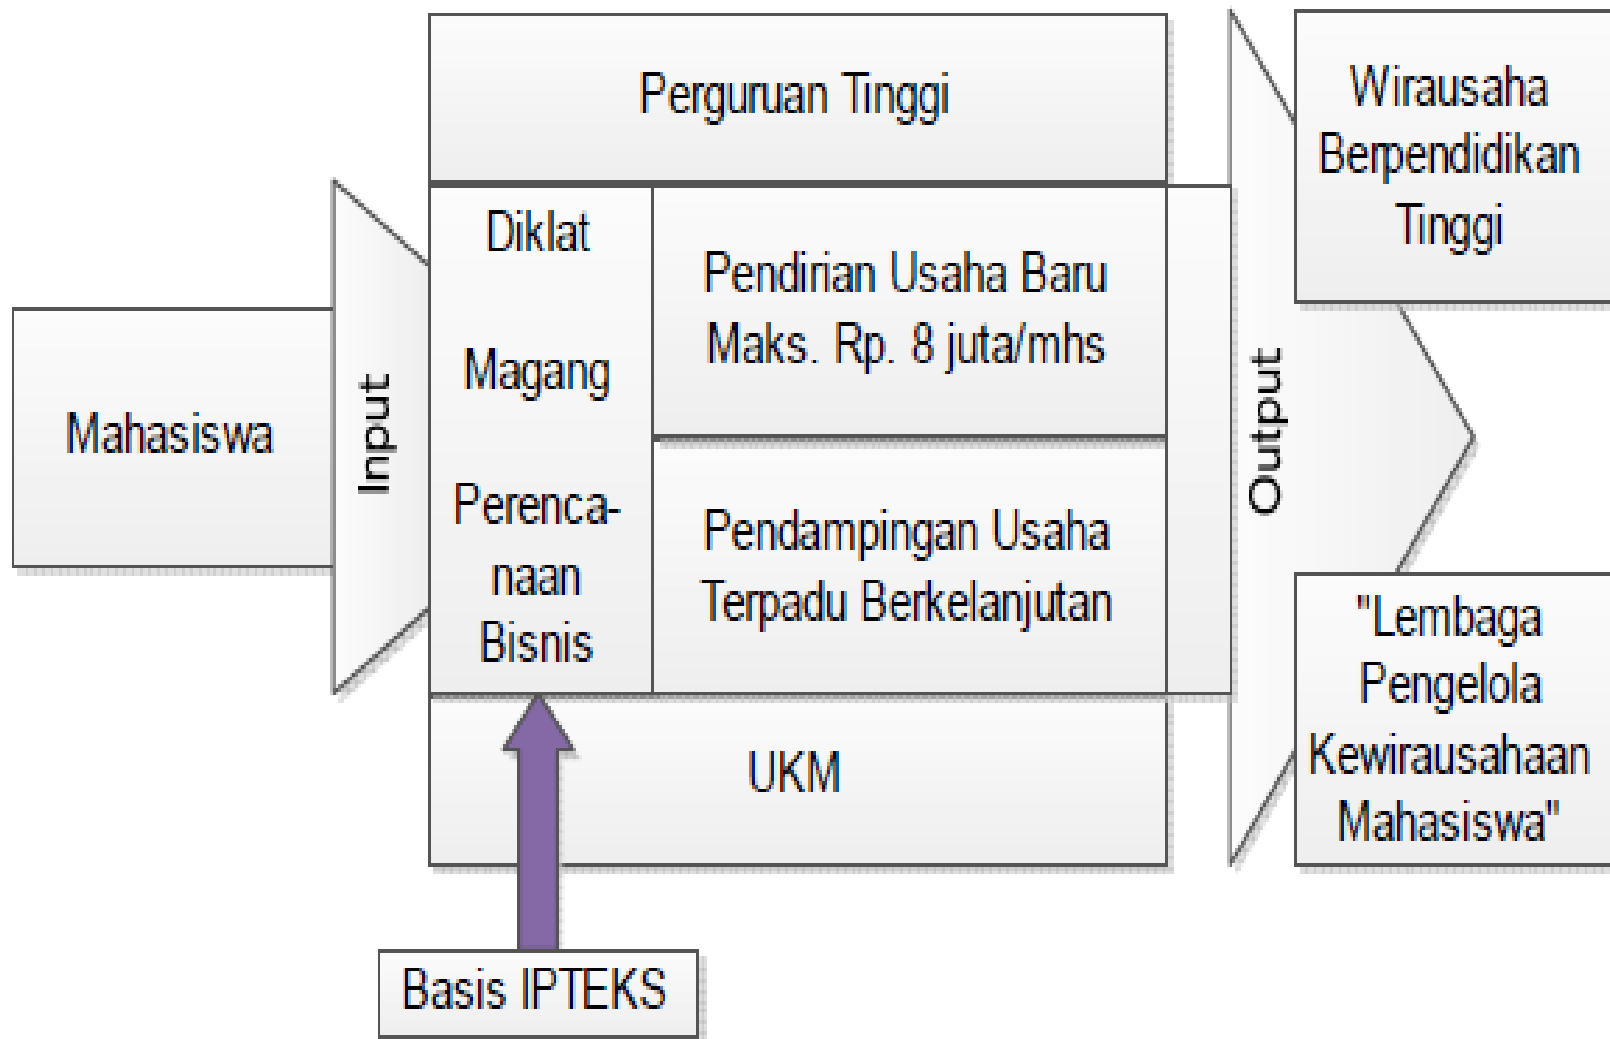 Perguruan Tinggi
Mahasiswa
Input
Diklat
Magang
Perenca-
naan
Bisnis
Pendirian Usaha Baru
Maks. Rp. 8 juta/mhs
Pendampingan Usaha
Terpadu Berkelanjutan
UKM
Basis IPTEKS
Output
Wirausaha
Berpendidikan
Tinggi
"Lembaga
Pengelola
Kewirausahaan
Mahasiswa"